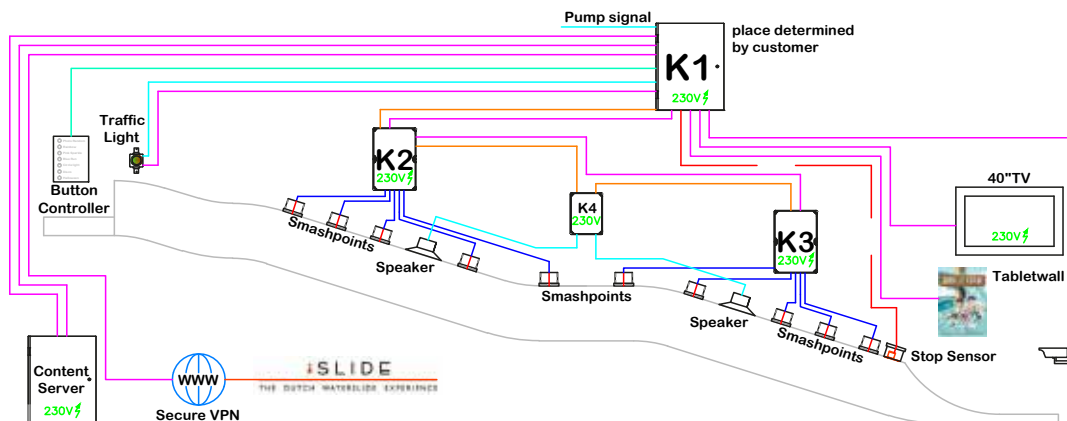 Pump signal
K1
230V
place determined
by customer
Traffic
Light
K2
230V
Button
Controller
K4
230V
40"TV
230V
K3
230V
Smashpoints
Speaker
Smashpoints
Tabletwall
Speaker
Smashpoints
Stop Sensor
Content
Server
230V
WWW
Secure VPN
iSLIDE
THE DUTCH WATERSLIDE EXPERIENCE